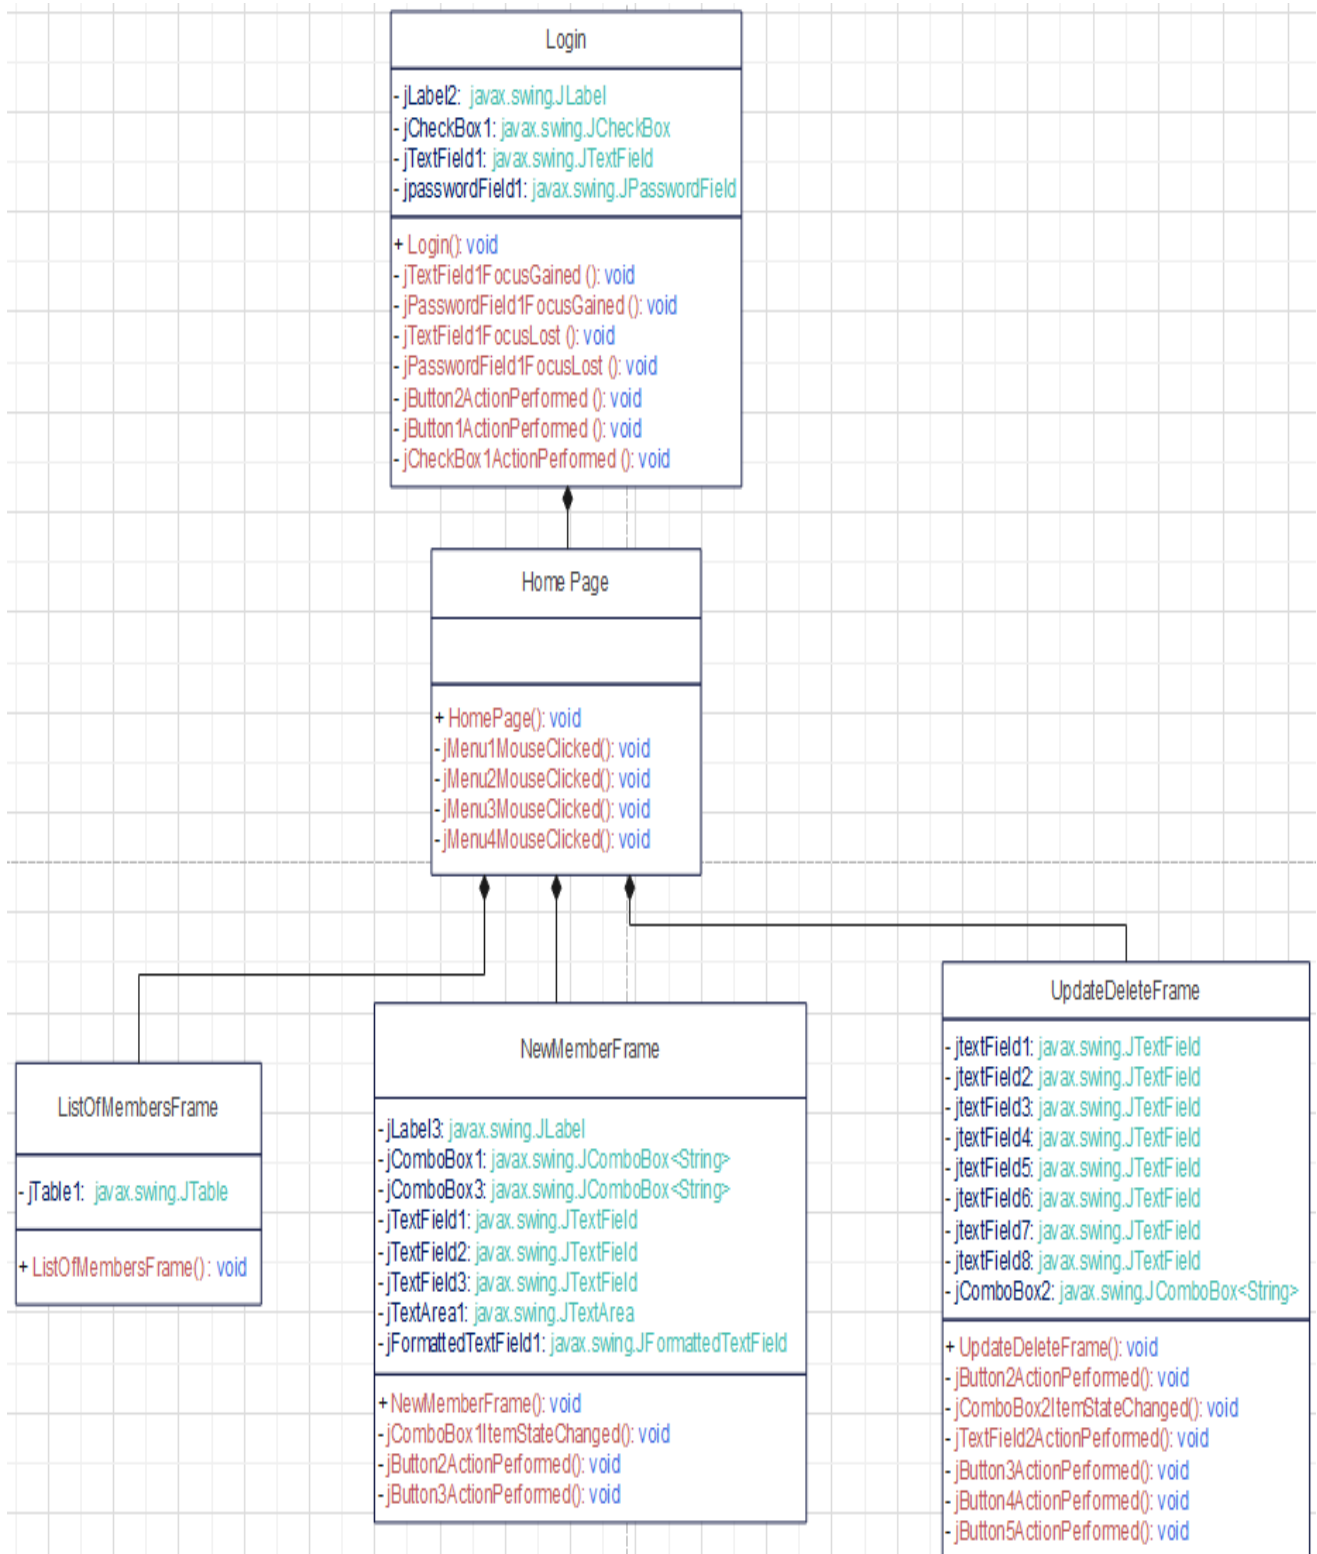 Login
- jLabel2: javax.swing.JLabel
- jCheckBox1: javax.swing.JCheckBox
- jTextField1: javax.swing.JTextField
- jpasswordField1: javax.swing.JPasswordField
+ Login(): void
- jTextField1FocusGained (): void
- jPasswordField1FocusGained (): void
- jTextField1FocusLost (): void
- jPasswordField1FocusLost (): void
- jButton2ActionPerformed (): void
- jButton1ActionPerformed (): void
- jCheckBox1ActionPerformed (): void
Home Page
+ HomePage(): void
- jMenu1MouseClicked(): void
- jMenu2MouseClicked(): void
- jMenu3MouseClicked(): void
- jMenu4MouseClicked(): void
ListOfMembersFrame
- jTable1: javax.swing.JTable
+ ListOfMembersFrame() : void
NewMemberFrame
- jLabel3: javax.swing.JLabel
- jComboBox1: javax.swing.JComboBox<String>
- jComboBox3: javax.swing.JComboBox<String>
- jTextField1: javax.swing.JTextField
- jTextField2: javax.swing.JTextField
- jTextField3: javax.swing.JTextField
- jTextArea1: javax.swing.JTextArea
- jFormattedTextField1: javax.swing.JFormattedTextField
+ NewMemberFrame(): void
- jComboBox1ItemStateChanged(): void
- jButton2ActionPerformed(): void
- jButton3ActionPerformed(): void
UpdateDeleteFrame
- jtextField1: javax.swing.JTextField
- jtextField2: javax.swing.JTextField
- jtextField3: javax.swing.JTextField
- jtextField4: javax.swing.JTextField
- jtextField5: javax.swing.JTextField
- jtextField6: javax.swing.JTextField
- jtextField7: javax.swing.JTextField
- jtextField8: javax.swing.JTextField
- jComboBox2: javax.swing.JComboBox<String>
+ UpdateDeleteFrame(): void
- jButton2ActionPerformed(): void
- jComboBox2ItemStateChanged(): void
- jTextField2ActionPerformed(): void
- jButton3ActionPerformed(): void
- jButton4ActionPerformed(): void
- jButton5ActionPerformed(): void